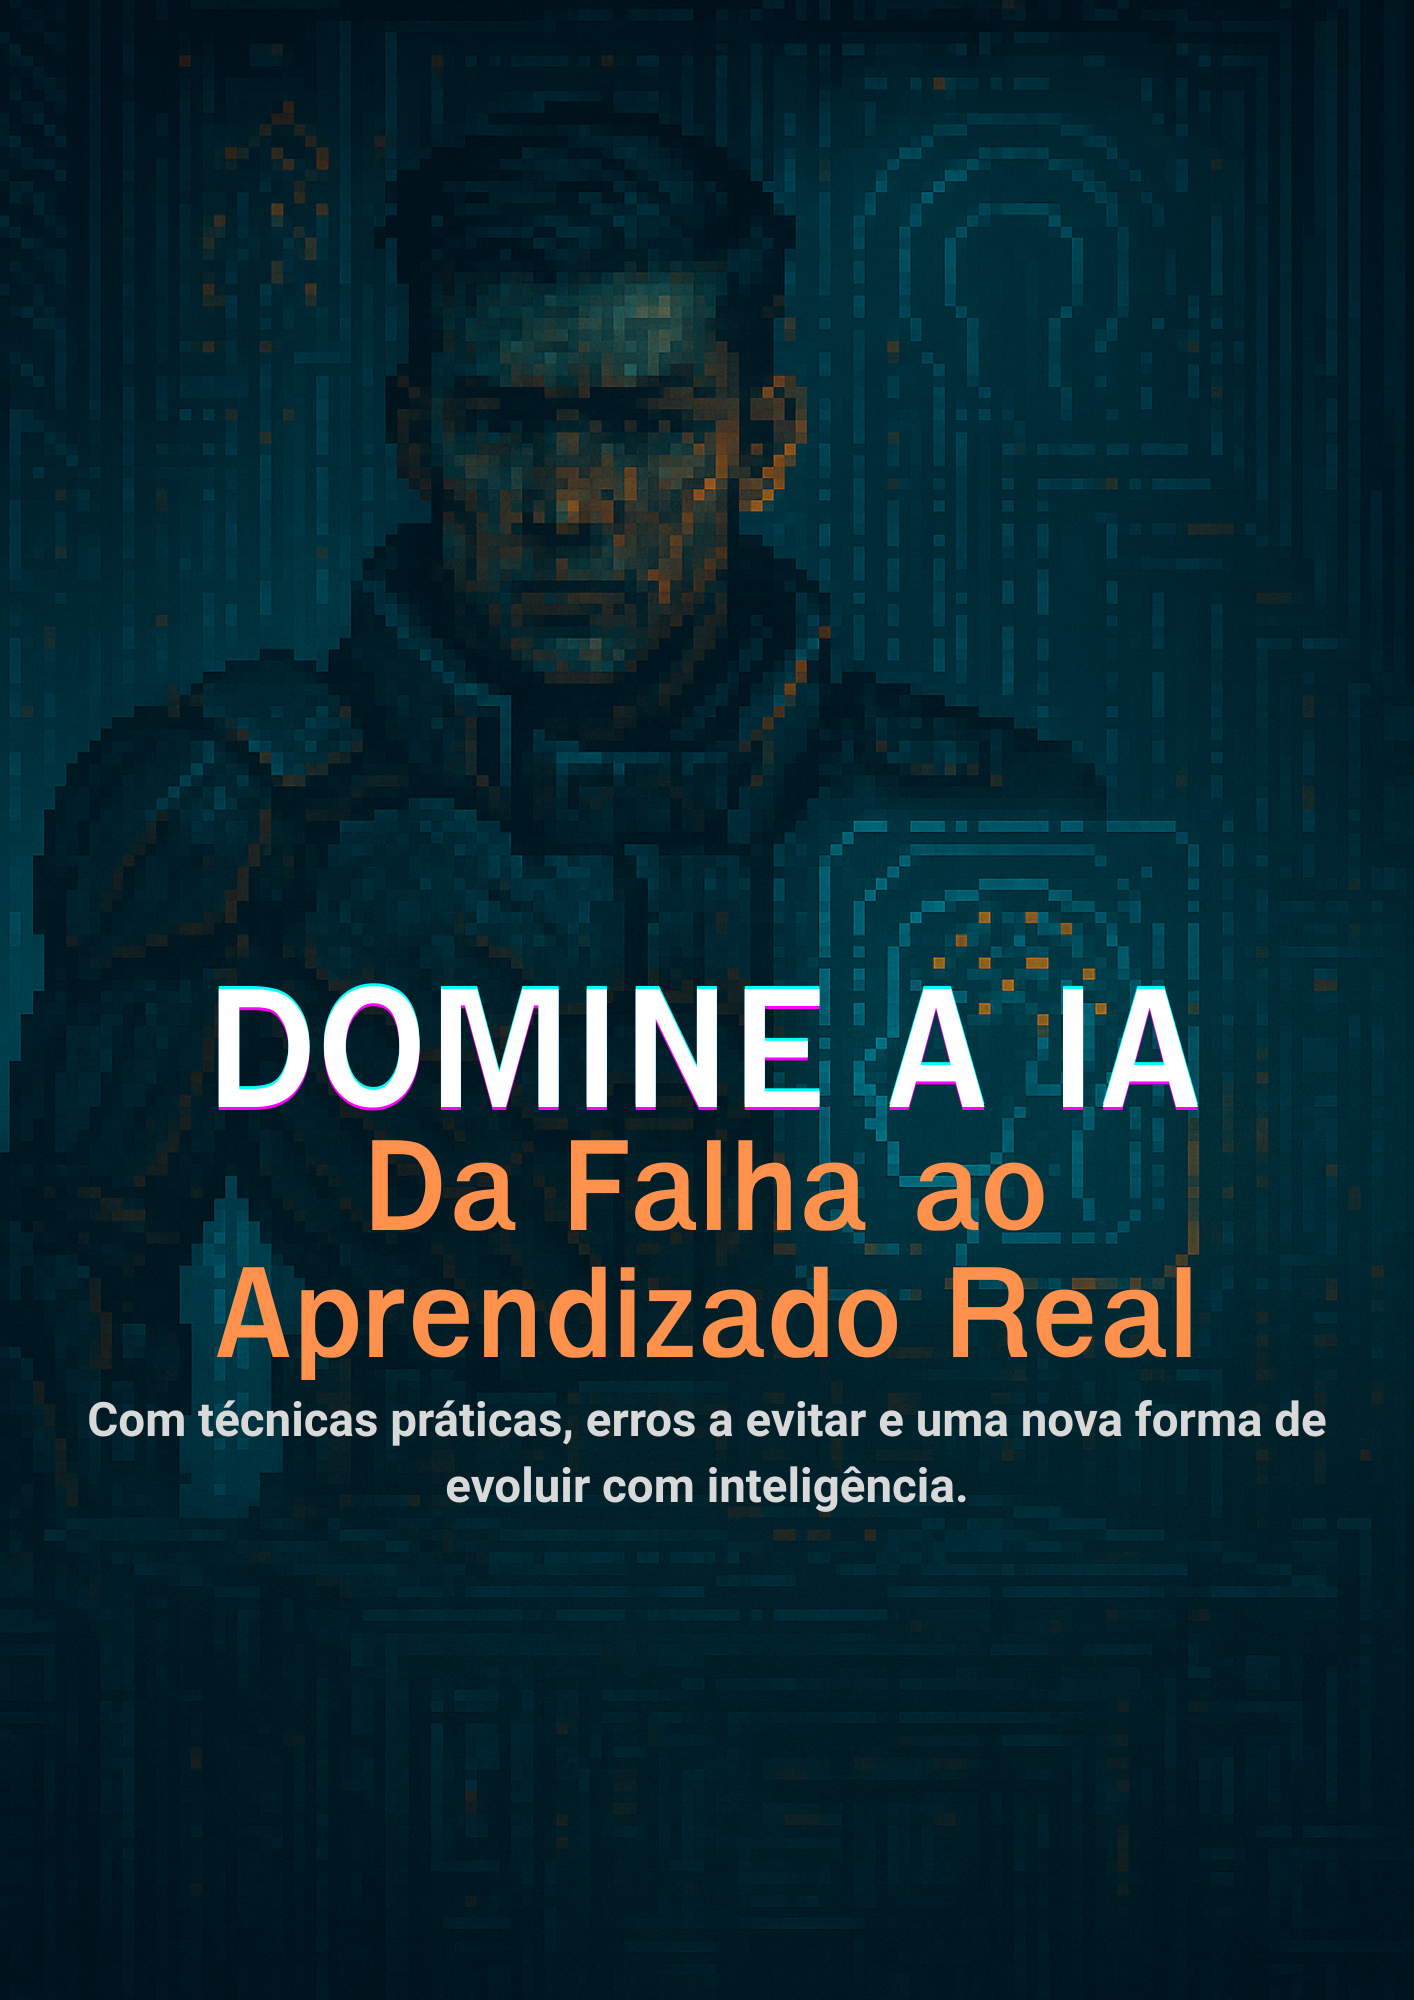 DOMINE A IA
Da Falha ao
Aprendizado Real
Com técnicas práticas, erros a evitar e uma nova forma de
evoluir com inteligência.